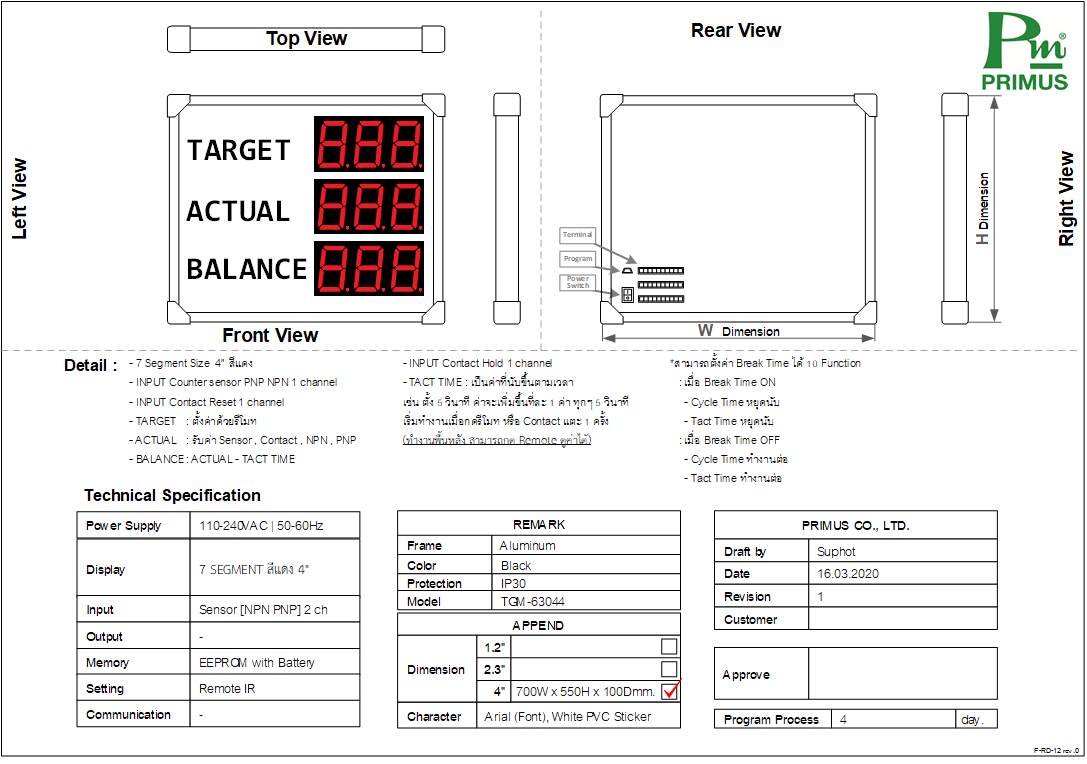 Top View
Rear View
Pm®
PRIMUS
Left View
TARGET 8.8.8.
ACTUAL 8.8.8.
BALANCE 8.8.8.
Front View
Terminal
Program
Power
Switch
W Dimension
H Dimension
Right View
Detail :
- 7 Segment Size 4" สีแดง
- INPUT Counter sensor PNP NPN 1 channel
- INPUT Contact Reset 1 channel
- TARGET : ตั้งค่าด้วยรีโมท
- ACTUAL : รับค่า Sensor , Contact , NPN , PNP
- BALANCE : ACTUAL - TACT TIME
- INPUT Contact Hold 1 channel
- TACT TIME : เป็นค่าที่นับขึ้นตามเวลา
เช่น ตั้ง 5 วินาที ค่าจะเพิ่มขึ้นทีละ 1 ค่า ทุกๆ 5 วินาที
เริ่มทำงานเมื่อกดรีโมท หรือ Contact แตะ 1 ครั้ง
(ทำงานพื้นหลัง สามารถกด Remote ดูค่าได้)
*สามารถตั้งค่า Break Time ได้ 10 Function
: เมื่อ Break Time ON
- Cycle Time หยุดนับ
- Tact Time หยุดนับ
: เมื่อ Break Time OFF
- Cycle Time ทำงานต่อ
- Tact Time ทำงานต่อ
Technical Specification
Power Supply 110-240VAC | 50-60Hz
Display 7 SEGMENT สีแดง 4"
Input Sensor [NPN PNP] 2 ch
Output -
Memory EEPROM with Battery
Setting Remote IR
Communication -
REMARK
Frame Aluminum
Color Black
Protection IP30
Model TGM-63044
APPEND
Dimension
1.2"
2.3"
4" 700W x 550H x 100Dmm.
Character Arial (Font), White PVC Sticker
PRIMUS CO., LTD.
Draft by Suphot
Date 16.03.2020
Revision 1
Customer
Approve
Program Process 4 day.
F-RD-12 rev .0